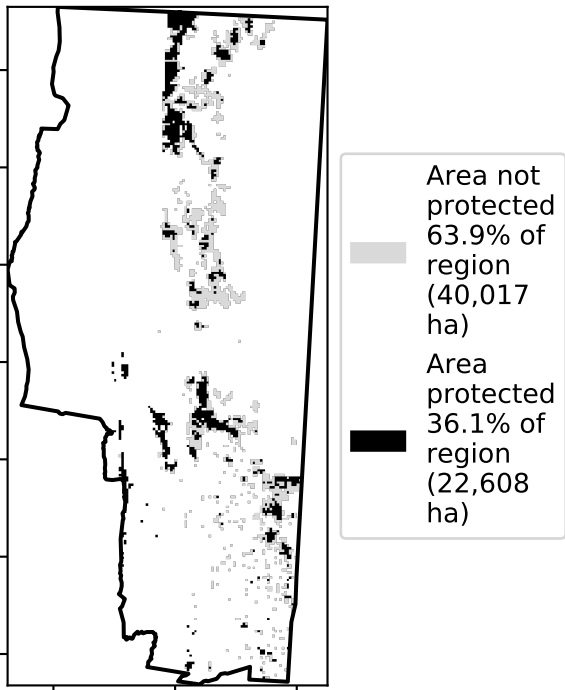 Area not
protected
63.9% of
region
(40,017
ha)
Area
protected
36.1% of
region
(22,608
ha)